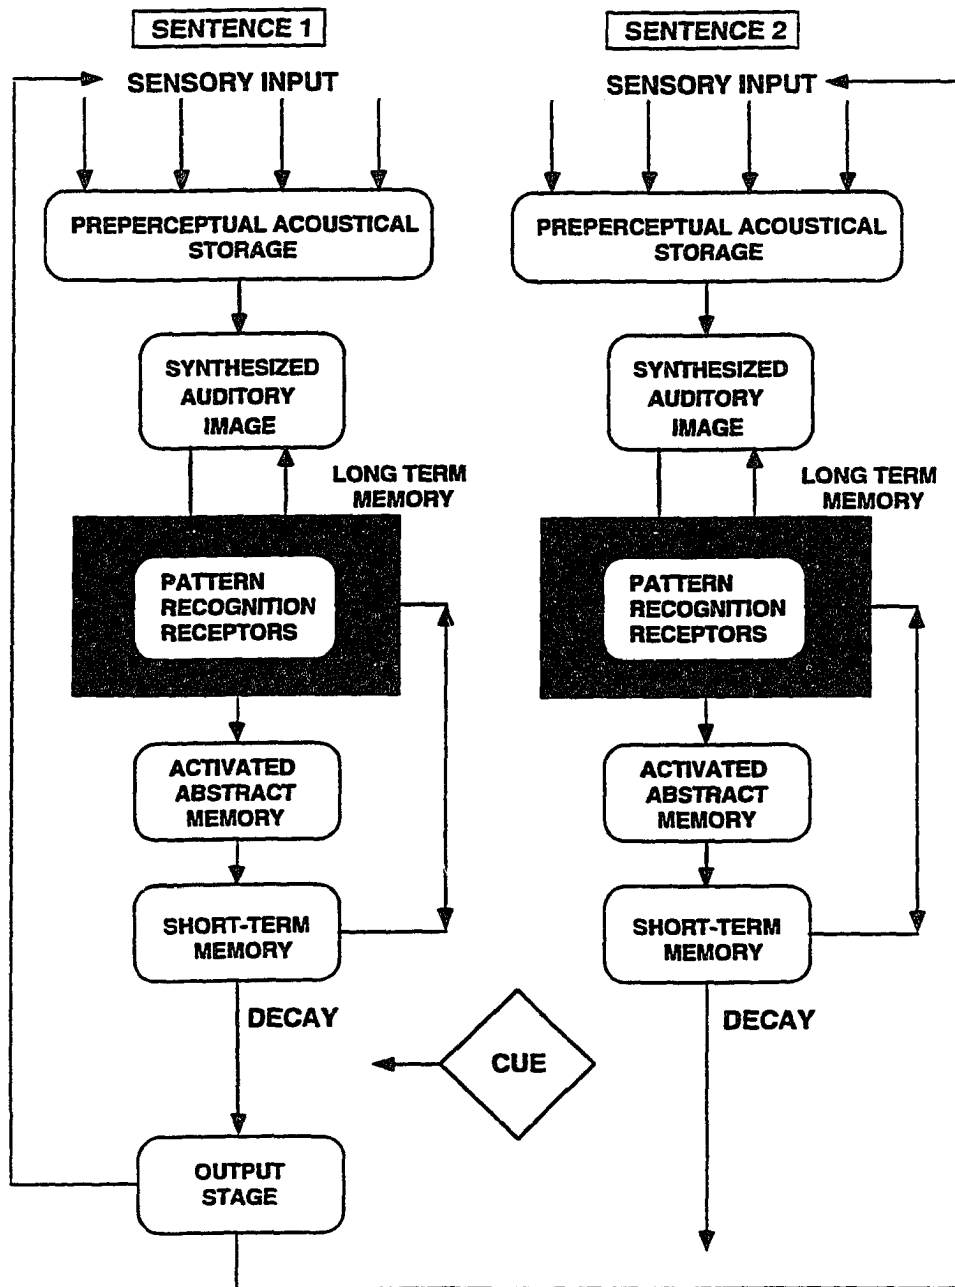 SENTENCE 1
SENSORY INPUT
PREPERCEPTUAL ACOUSTICAL
STORAGE
SYNTHESIZED
AUDITORY
IMAGE
LONG TERM
MEMORY
PATTERN
RECOGNITION
RECEPTORS
ACTIVATED
ABSTRACT
MEMORY
SHORT-TERM
MEMORY
DECAY
CUE
OUTPUT
STAGE
SENTENCE 2
SENSORY INPUT
PREPERCEPTUAL ACOUSTICAL
STORAGE
SYNTHESIZED
AUDITORY
IMAGE
LONG TERM
MEMORY
PATTERN
RECOGNITION
RECEPTORS
ACTIVATED
ABSTRACT
MEMORY
SHORT-TERM
MEMORY
DECAY